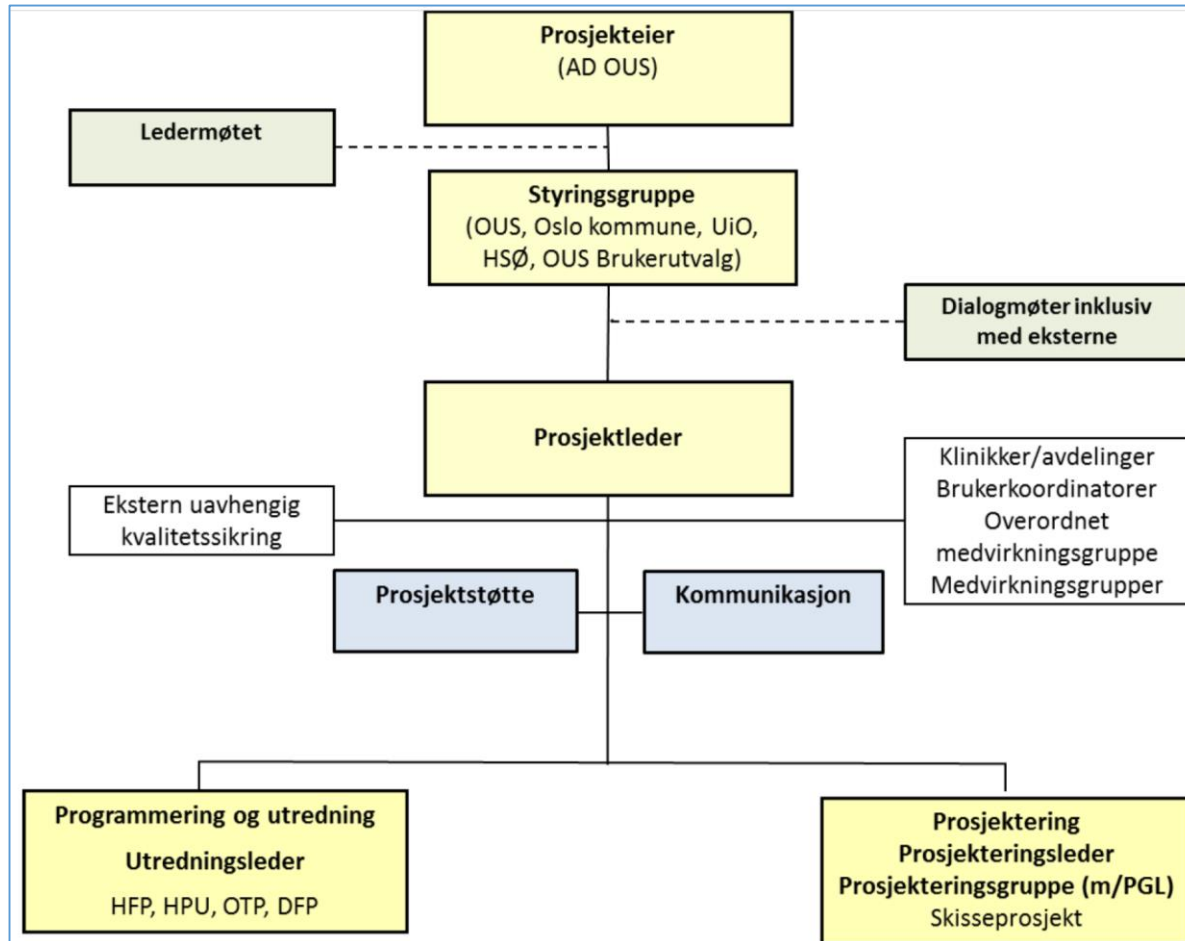 Prosjekteier
(AD OUS)
Ledermøtet
Styringsgruppe
(OUS, Oslo kommune, UiO,
HSØ, OUS Brukerutvalg)
Dialogmøter inklusiv
med eksterne
Prosjektleder
Ekstern uavhengig
kvalitetssikring
Klinikker/avdelinger
Brukerkoordinatorer
Overordnet
medvirkningsgruppe
Medvirkningsgrupper
Prosjektstøtte
Kommunikasjon
Programmering og utredning
Utredningsleder
HFP, HPU, OTP, DFP
Prosjektering
Prosjekteringsleder
Prosjekteringsgruppe (m/PGL)
Skisseprosjekt